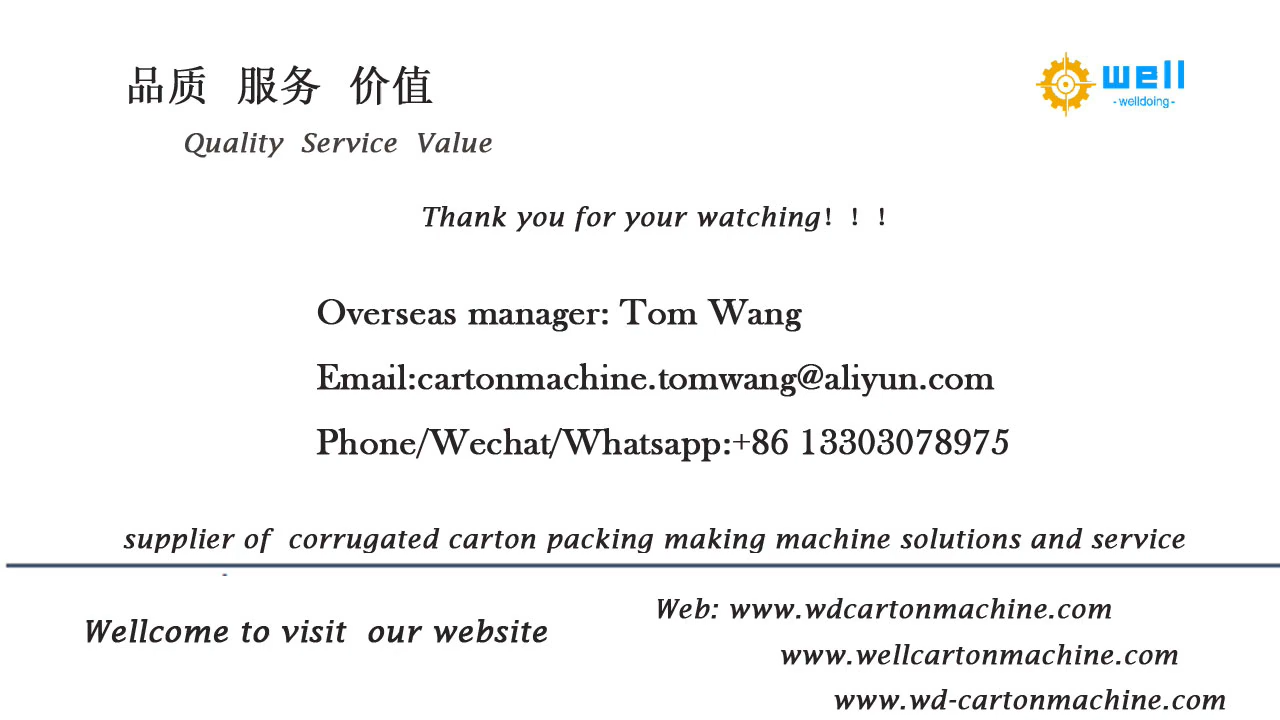 品质 服务 价值
well
-welldoing-
Quality Service Value
Thank you for your watching！！！
Overseas manager: Tom Wang
Email:cartonmachine.tomwang@aliyun.com
Phone/Wechat/Whatsapp:+86 13303078975
supplier of corrugated carton packing making machine solutions and service
Wellcome to visit our website
Web: www.wdcartonmachine.com
www.wellcartonmachine.com
www.wd-cartonmachine.com